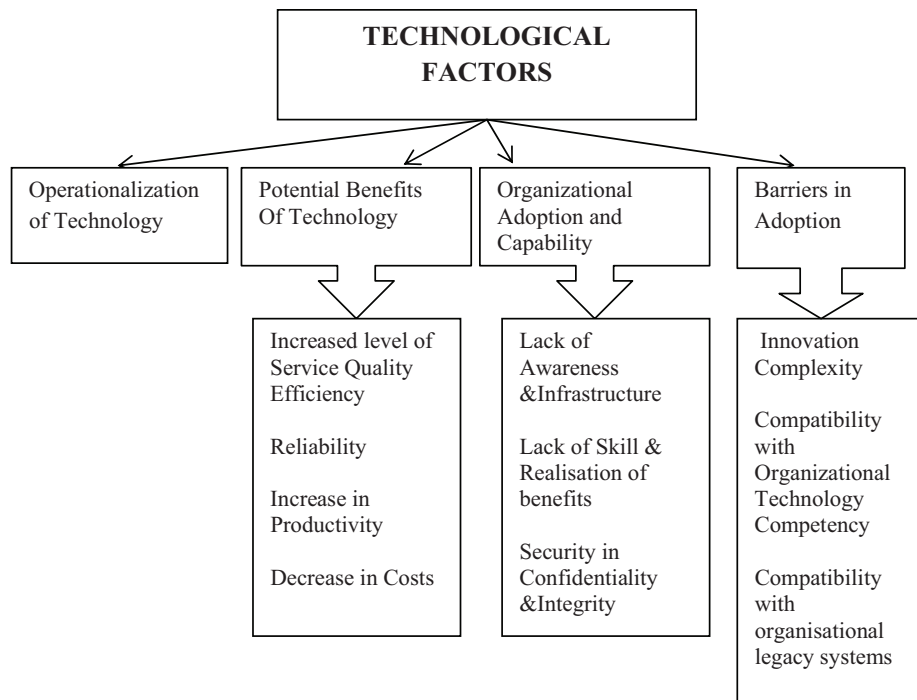 TECHNOLOGICAL
FACTORS
Operationalization
of Technology
Potential Benefits
Of Technology
Organizational
Adoption and
Capability
Barriers in
Adoption
Increased level of
Service Quality
Efficiency
Reliability
Increase in
Productivity
Decrease in Costs
Lack of
Awareness
&Infrastructure
Lack of Skill &
Realisation of
benefits
Security in
Confidentiality
&Integrity
Innovation
Complexity
Compatibility
with
Organizational
Technology
Competency
Compatibility
with
organisational
legacy systems